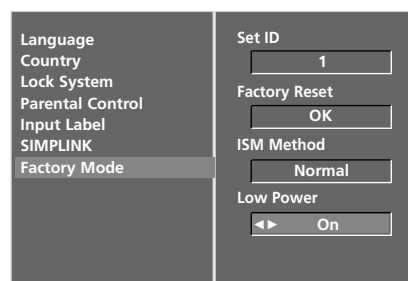 Language
Country
Lock System
Parental Control
Input Label
SIMPLINK
Factory Mode
Set ID
1
Factory Reset
OK
ISM Method
Normal
Low Power
◄► On